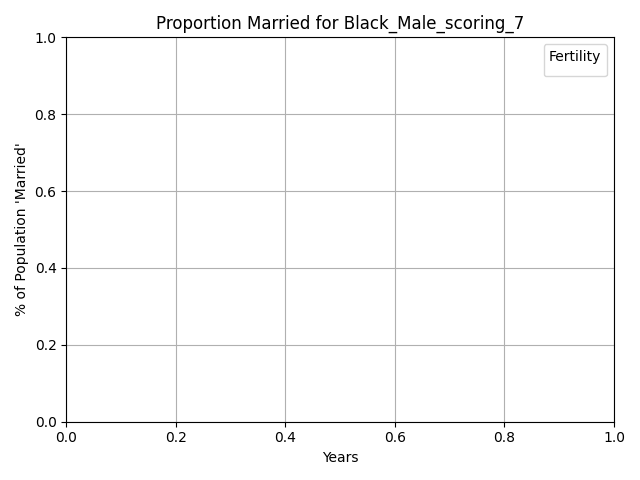 Proportion Married for Black_Male_scoring_7
Fertility
% of Population 'Married'
1.0
0.8
0.6
0.4
0.2
0.0
0.0 0.2 0.4 0.6 0.8 1.0
Years